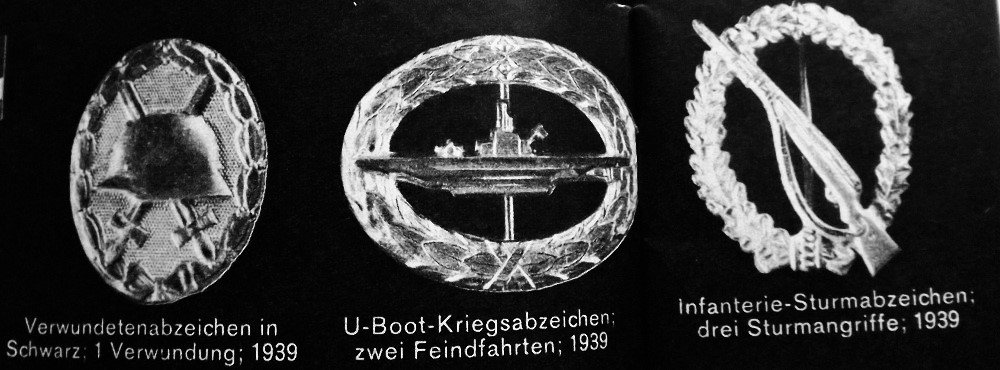 Verwundetenabzeichen in
Schwarz; 1 Verwundung; 1939
U-Boot-Kriegsabzeichen;
zwei Feindfahrten; 1939
Infanterie-Sturmabzeichen;
drei Sturmangriffe; 1939